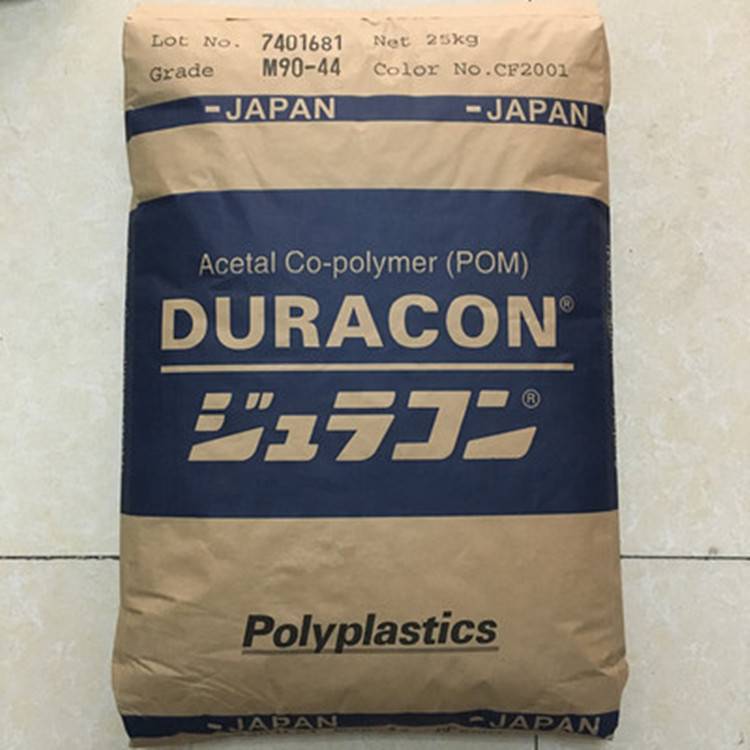 Lot No. 7401681 Net 25kg
Grade M90-44 Color No.CF2001
-JAPAN -JAPAN
Acetal Co-polymer (POM)
DURACON®
ジュラコン®
Polyplastics
-JAPAN -JAPAN